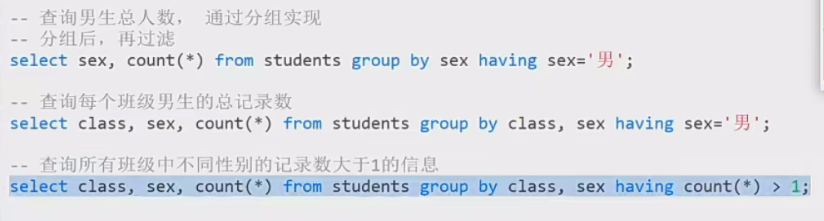 -- 查询男生总人数， 通过分组实现
-- 分组后，再过滤
select sex, count(*) from students group by sex having sex='男';
-- 查询每个班级男生的总记录数
select class, sex, count(*) from students group by class, sex having sex='男';
-- 查询所有班级中不同性别的记录数大于1的信息
select class, sex, count(*) from students group by class, sex having count(*) > 1;